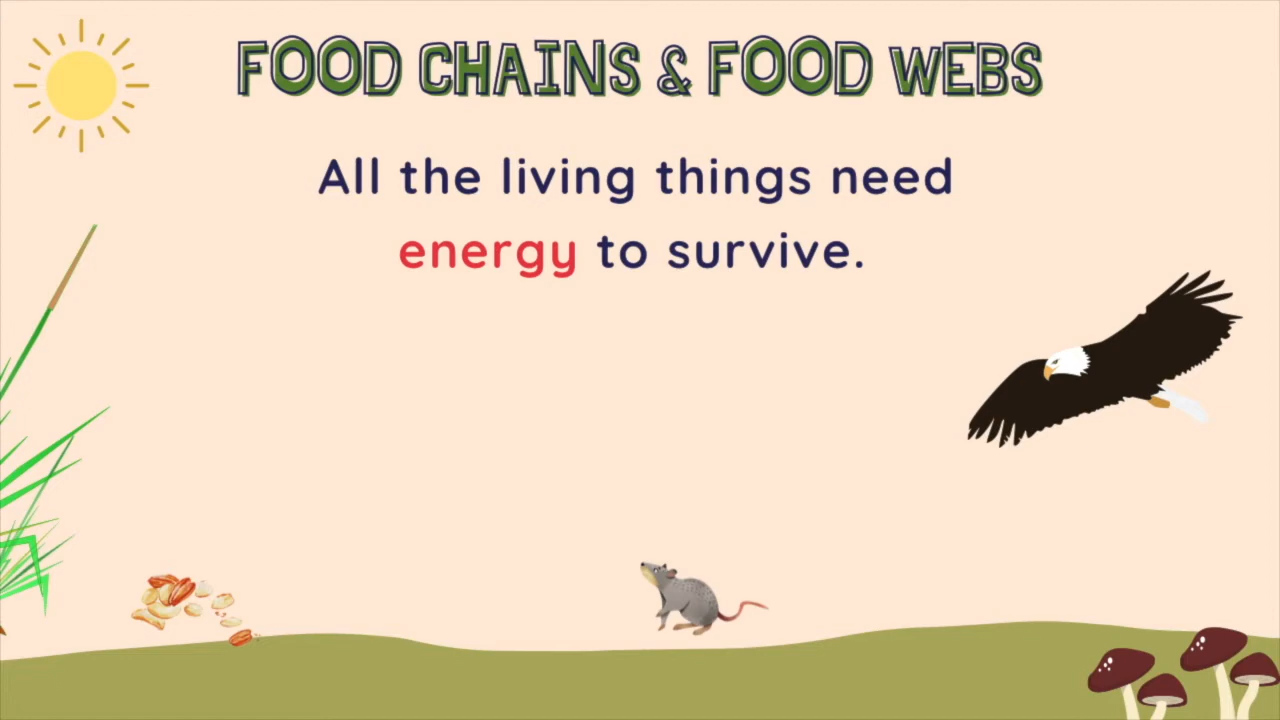 FOOD CHAINS & FOOD WEBS
All the living things need
energy to survive.